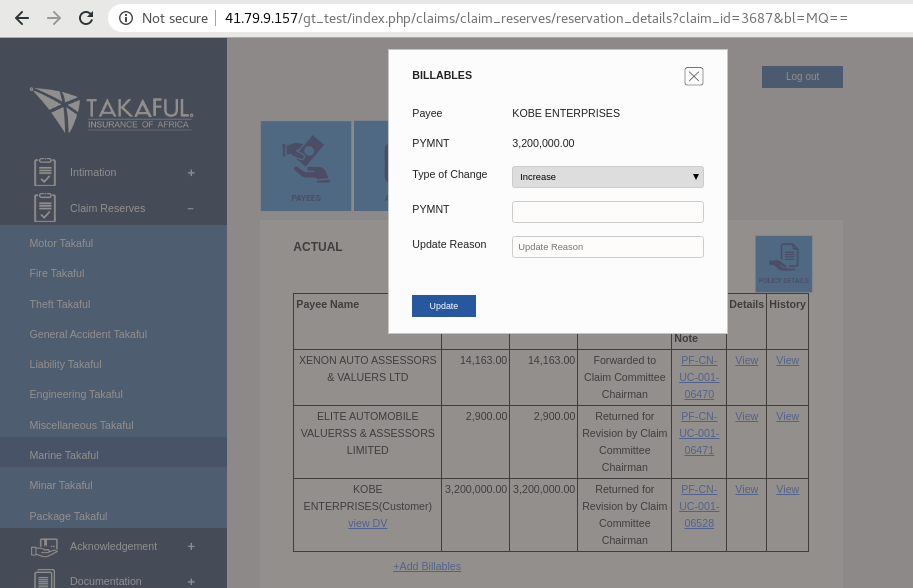 Not secure | 41.79.9.157/gt_test/index.php/claims/claim_reserves/reservation_details?claim_id=3687&bl=MQ==
TAKAFUL.
INSURANCE OF AFRICA
Log out
BILLABLES
Payee KOBE ENTERPRISES
PYMNT 3,200,000.00
Type of Change Increase
PYMNT
Update Reason Update Reason
Update
Intimation +
Claim Reserves –
Motor Takaful
Fire Takaful
Theft Takaful
General Accident Takaful
Liability Takaful
Engineering Takaful
Miscellaneous Takaful
Marine Takaful
Minar Takaful
Package Takaful
Acknowledgement +
Documentation +
PAYEES
ACTUAL
POLICY DETAILS
Payee Name Details History
Note
XENON AUTO ASSESSORS 14,163.00 14,163.00 Forwarded to PF-CN- View View
& VALUERS LTD Claim Committee UC-001-
Chairman 06470
ELITE AUTOMOBILE 2,900.00 2,900.00 Returned for PF-CN- View View
VALUERSS & ASSESSORS Revision by Claim UC-001-
LIMITED Committee 06471
Chairman
KOBE 3,200,000.00 3,200,000.00 Returned for PF-CN- View View
ENTERPRISES(Customer) Revision by Claim UC-001-
view DV Committee 06528
Chairman
+Add Billables